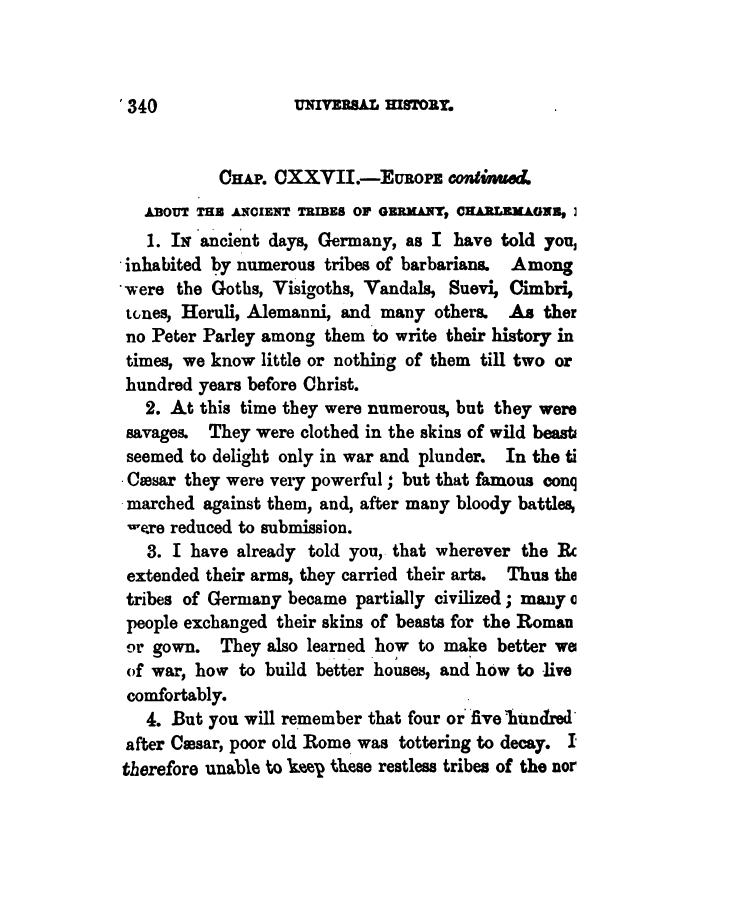 340 UNIVERSAL HISTORY.
CHAP. CXXVII.—EUROPE continued.
ABOUT THE ANCIENT TRIBES OF GERMANY, CHARLEMAGNE,
1. IN ancient days, Germany, as I have told you,
inhabited by numerous tribes of barbarians. Among
were the Goths, Visigoths, Vandals, Suevi, Cimbri,
tones, Heruli, Alemanni, and many others. As ther
no Peter Parley among them to write their history in
times, we know little or nothing of them till two or
hundred years before Christ.
2. At this time they were numerous, but they were
savages. They were clothed in the skins of wild beasts
seemed to delight only in war and plunder. In the ti
Cæsar they were very powerful; but that famous conq
marched against them, and, after many bloody battles,
were reduced to submission.
3. I have already told you, that wherever the Ro
extended their arms, they carried their arts. Thus the
tribes of Germany became partially civilized; many o
people exchanged their skins of beasts for the Roman
or gown. They also learned how to make better wea
of war, how to build better houses, and how to live
comfortably.
4. But you will remember that four or five hundred
after Cæsar, poor old Rome was tottering to decay. I
therefore unable to keep these restless tribes of the nor